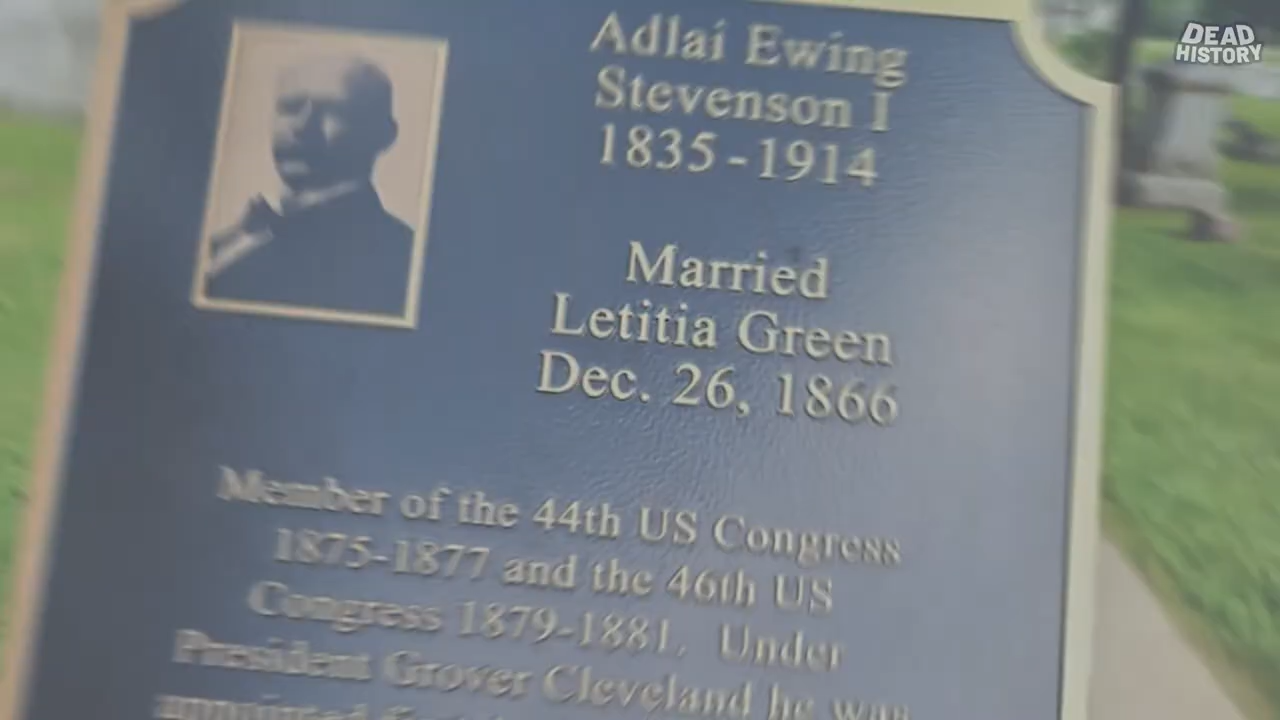 DEAD
HISTORY
Adlai Ewing
Stevenson I
1835-1914
Married
Letitia Green
Dec. 26, 1866
Member of the 44th US Congress
1875-1877 and the 46th US
Congress 1879-1881. Under
President Grover Cleveland he was
appointed